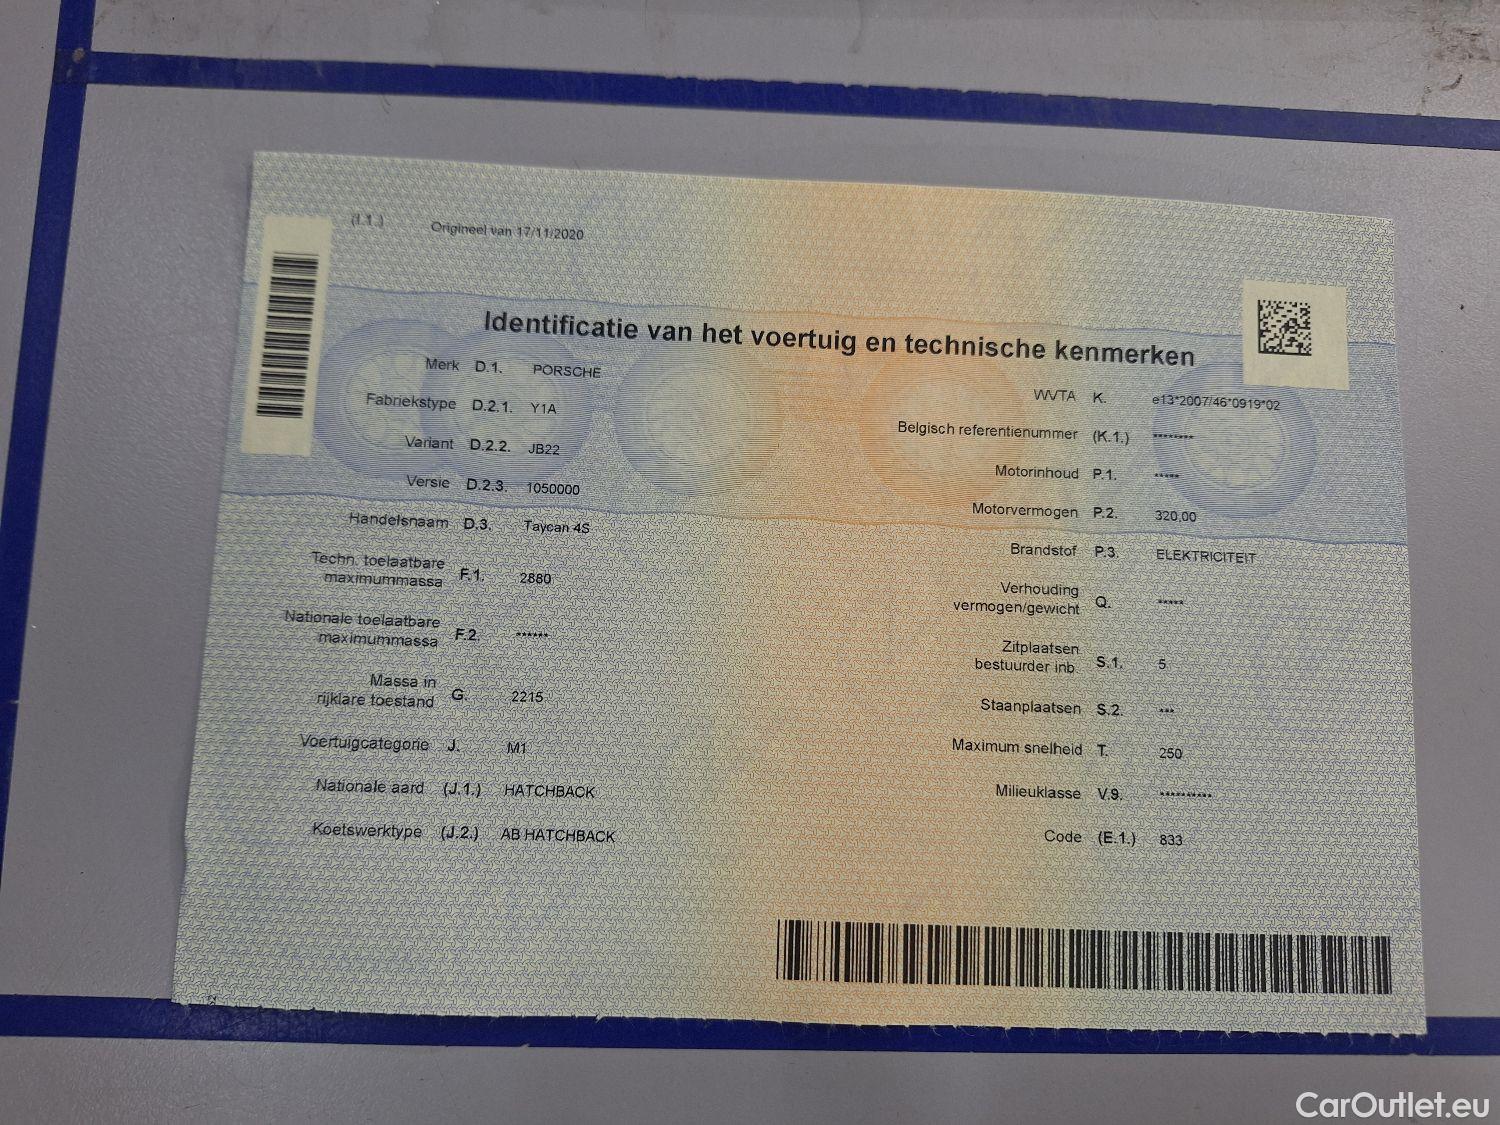 (I.1.) Origineel van 17/11/2020
Identificatie van het voertuig en technische kenmerken
Merk D.1. PORSCHE
Fabriekstype D.2.1. Y1A
Variant D.2.2. JB22
Versie D.2.3. 1050000
Handelsnaam D.3. Taycan 4S
Techn. toelaatbare
maximummassa F.1. 2880
Nationale toelaatbare
maximummassa F.2. ******
Massa in
rijklare toestand G. 2215
Voertuigcategorie J. M1
Nationale aard (J.1.) HATCHBACK
Koetswerktype (J.2.) AB HATCHBACK
WVTA K. e13*2007/46*0919*02
Belgisch referentienummer (K.1.) ********
Motorinhoud P.1. *****
Motorvermogen P.2. 320,00
Brandstof P.3. ELEKTRICITEIT
Verhouding
vermogen/gewicht Q. *****
Zitplaatsen
bestuurder inb. S.1. 5
Staanplaatsen S.2. ***
Maximum snelheid T. 250
Milieuklasse V.9. **********
Code (E.1.) 833
CarOutlet.eu